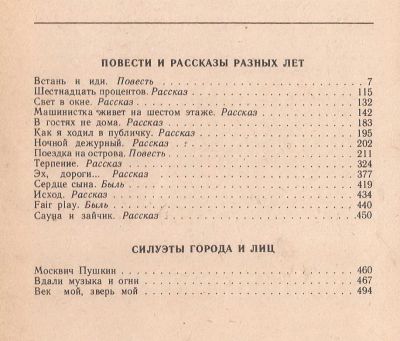 ПОВЕСТИ И РАССКАЗЫ РАЗНЫХ ЛЕТ
Встань и иди. Повесть . . . . . . . . . . 7
Шестнадцать процентов. Рассказ . . . . . . . . . . 115
Свет в окне. Рассказ . . . . . . . . . . 132
Машинистка живет на шестом этаже. Рассказ . . . . . . . . . . 142
В гостях не дома. Рассказ . . . . . . . . . . 183
Как я ходил в публичку. Рассказ . . . . . . . . . . 195
Ночной дежурный. Рассказ . . . . . . . . . . 202
Поездка на острова. Повесть . . . . . . . . . . 211
Терпение. Рассказ . . . . . . . . . . 324
Эх, дороги... Рассказ . . . . . . . . . . 377
Сердце сына. Быль . . . . . . . . . . 419
Исход. Рассказ . . . . . . . . . . 434
Fair play. Быль . . . . . . . . . . 440
Сауна и зайчик. Рассказ . . . . . . . . . . 450
СИЛУЭТЫ ГОРОДА И ЛИЦ
Москвич Пушкин . . . . . . . . . . 460
Вдали музыка и огни . . . . . . . . . . 467
Век мой, зверь мой . . . . . . . . . . 494